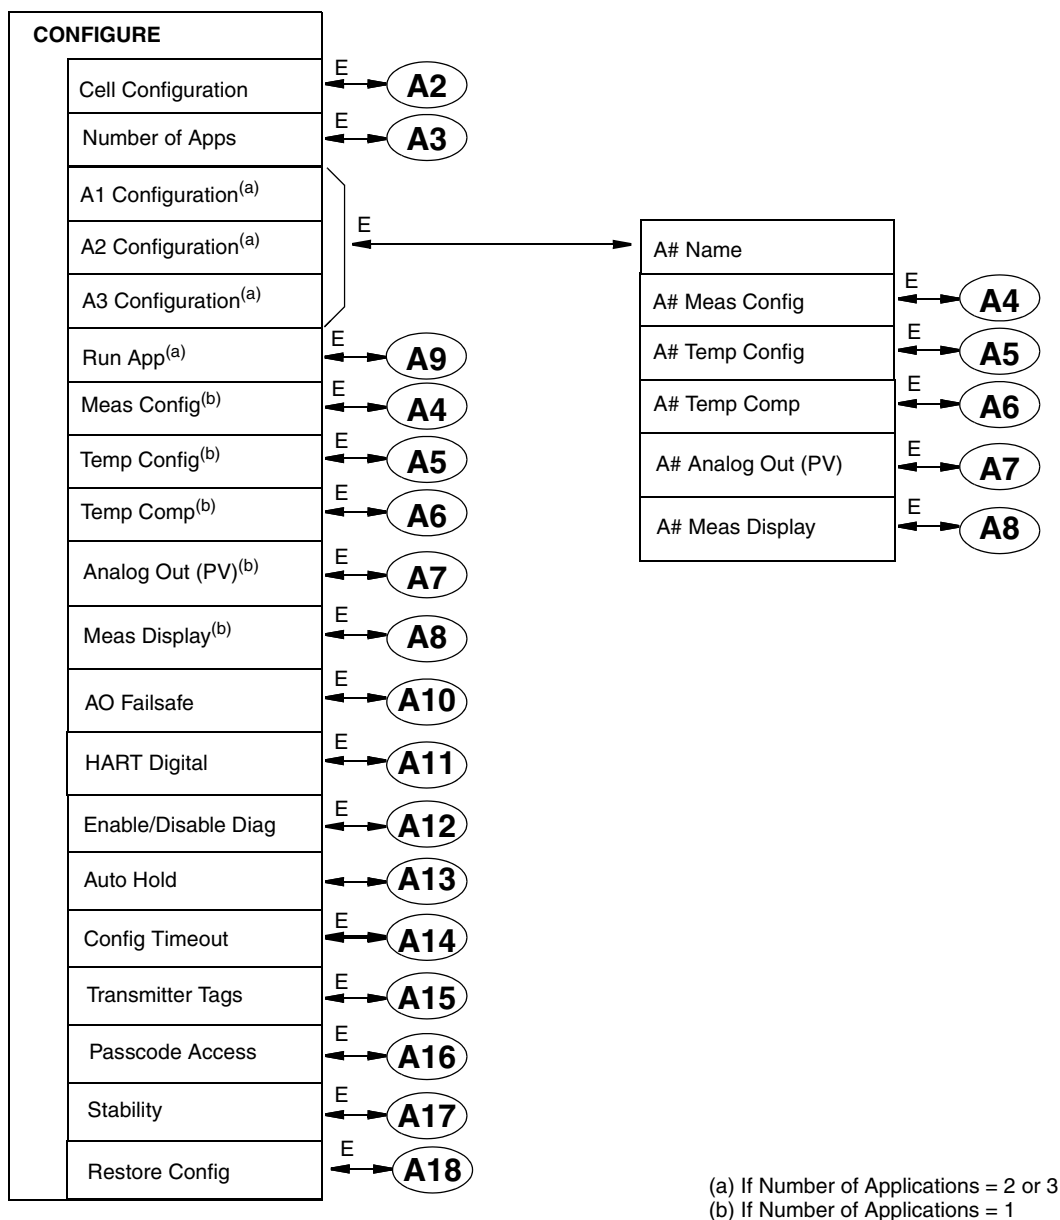 CONFIGURE
Cell Configuration E A2
Number of Apps E A3
A1 Configuration(a)
A2 Configuration(a) E
A3 Configuration(a)
Run App(a) E A9
Meas Config(b) E A4
Temp Config(b) E A5
Temp Comp(b) E A6
Analog Out (PV)(b) E A7
Meas Display(b) E A8
AO Failsafe E A10
HART Digital E A11
Enable/Disable Diag E A12
Auto Hold A13
Config Timeout E A14
Transmitter Tags E A15
Passcode Access E A16
Stability E A17
Restore Config E A18
A# Name
A# Meas Config E A4
A# Temp Config E A5
A# Temp Comp E A6
A# Analog Out (PV) E A7
A# Meas Display E A8
(a) If Number of Applications = 2 or 3
(b) If Number of Applications = 1